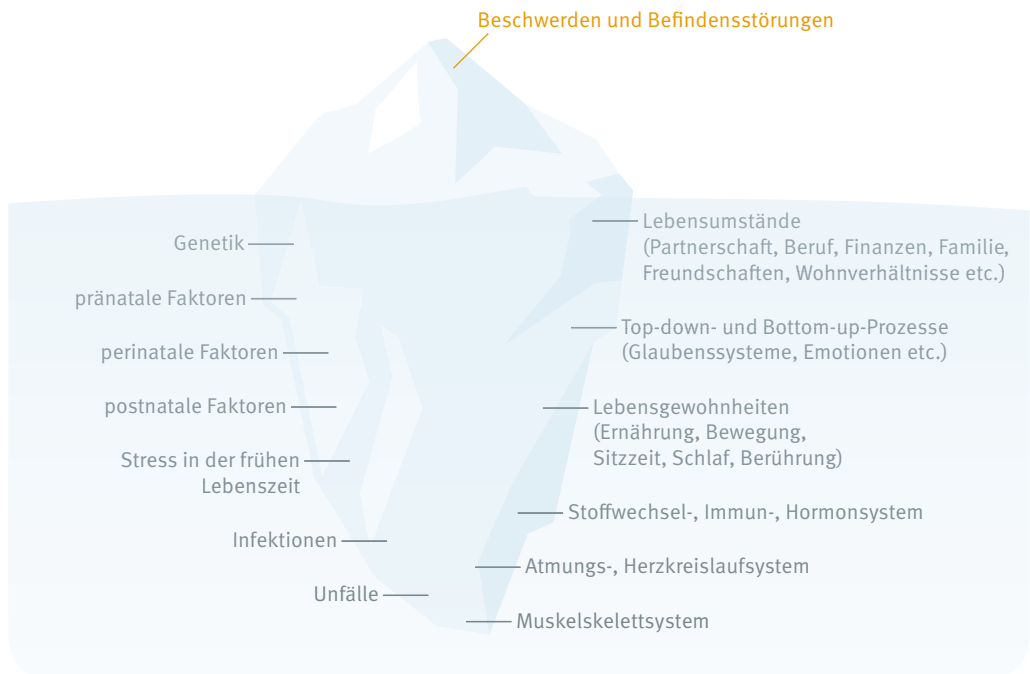 Beschwerden und Befindensstörungen
Genetik
pränatale Faktoren
perinatale Faktoren
postnatale Faktoren
Stress in der frühen
Lebenszeit
Infektionen
Unfälle
Lebensumstände
(Partnerschaft, Beruf, Finanzen, Familie,
Freundschaften, Wohnverhältnisse etc.)
Top-down- und Bottom-up-Prozesse
(Glaubenssysteme, Emotionen etc.)
Lebensgewohnheiten
(Ernährung, Bewegung,
Sitzzeit, Schlaf, Berührung)
Stoffwechsel-, Immun-, Hormonsystem
Atmungs-, Herzkreislaufsystem
Muskelskelettsystem